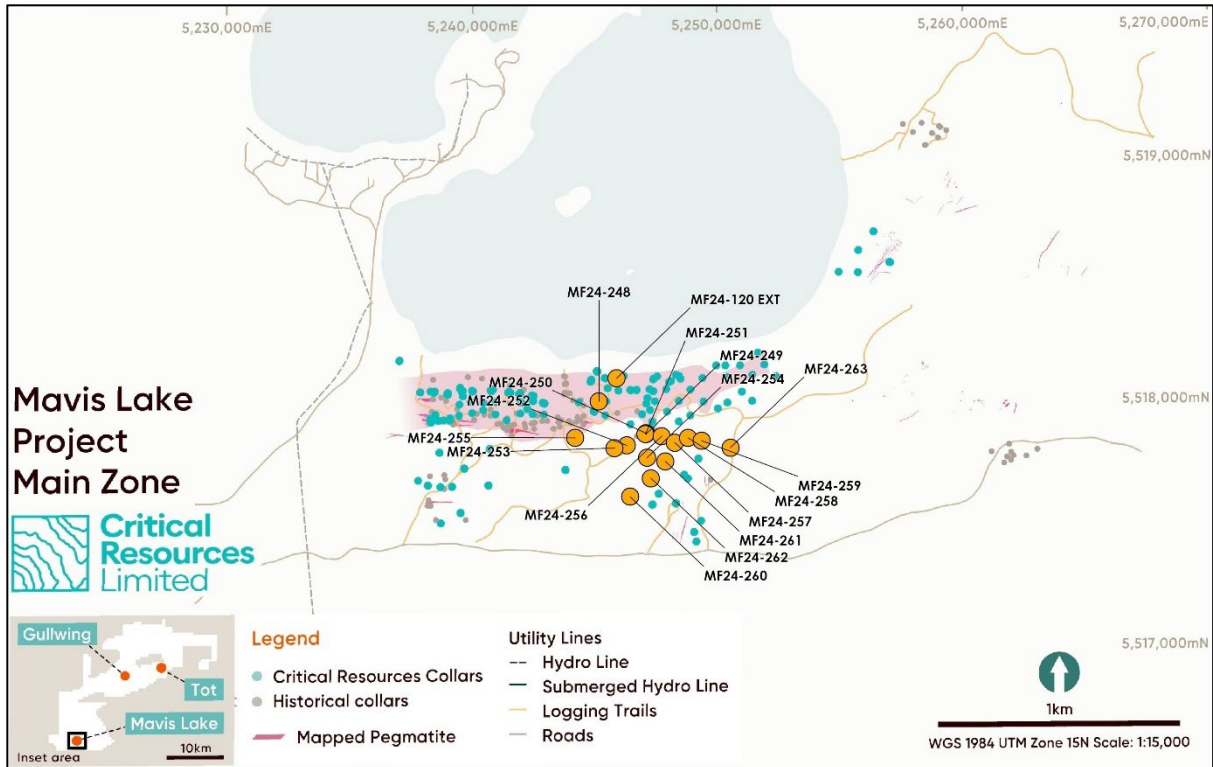 5,230,000mE
5,240,000mE
5,250,000mE
5,260,000mE
5,270,000mE
5,519,000mN
MF24-248
MF24-120 EXT
MF24-251
MF24-249
MF24-250
MF24-254
MF24-263
MF24-252
5,518,000mN
MF24-255
MF24-253
MF24-259
MF24-258
MF24-256
MF24-257
MF24-261
MF24-262
MF24-260
Mavis Lake
Project
Main Zone
Critical
Resources
Limited
5,517,000mN
Gullwing
Tot
Mavis Lake
Inset area
10km
Legend
Critical Resources Collars
Historical collars
Mapped Pegmatite
Utility Lines
Hydro Line
Submerged Hydro Line
Logging Trails
Roads
1km
WGS 1984 UTM Zone 15N Scale: 1:15,000